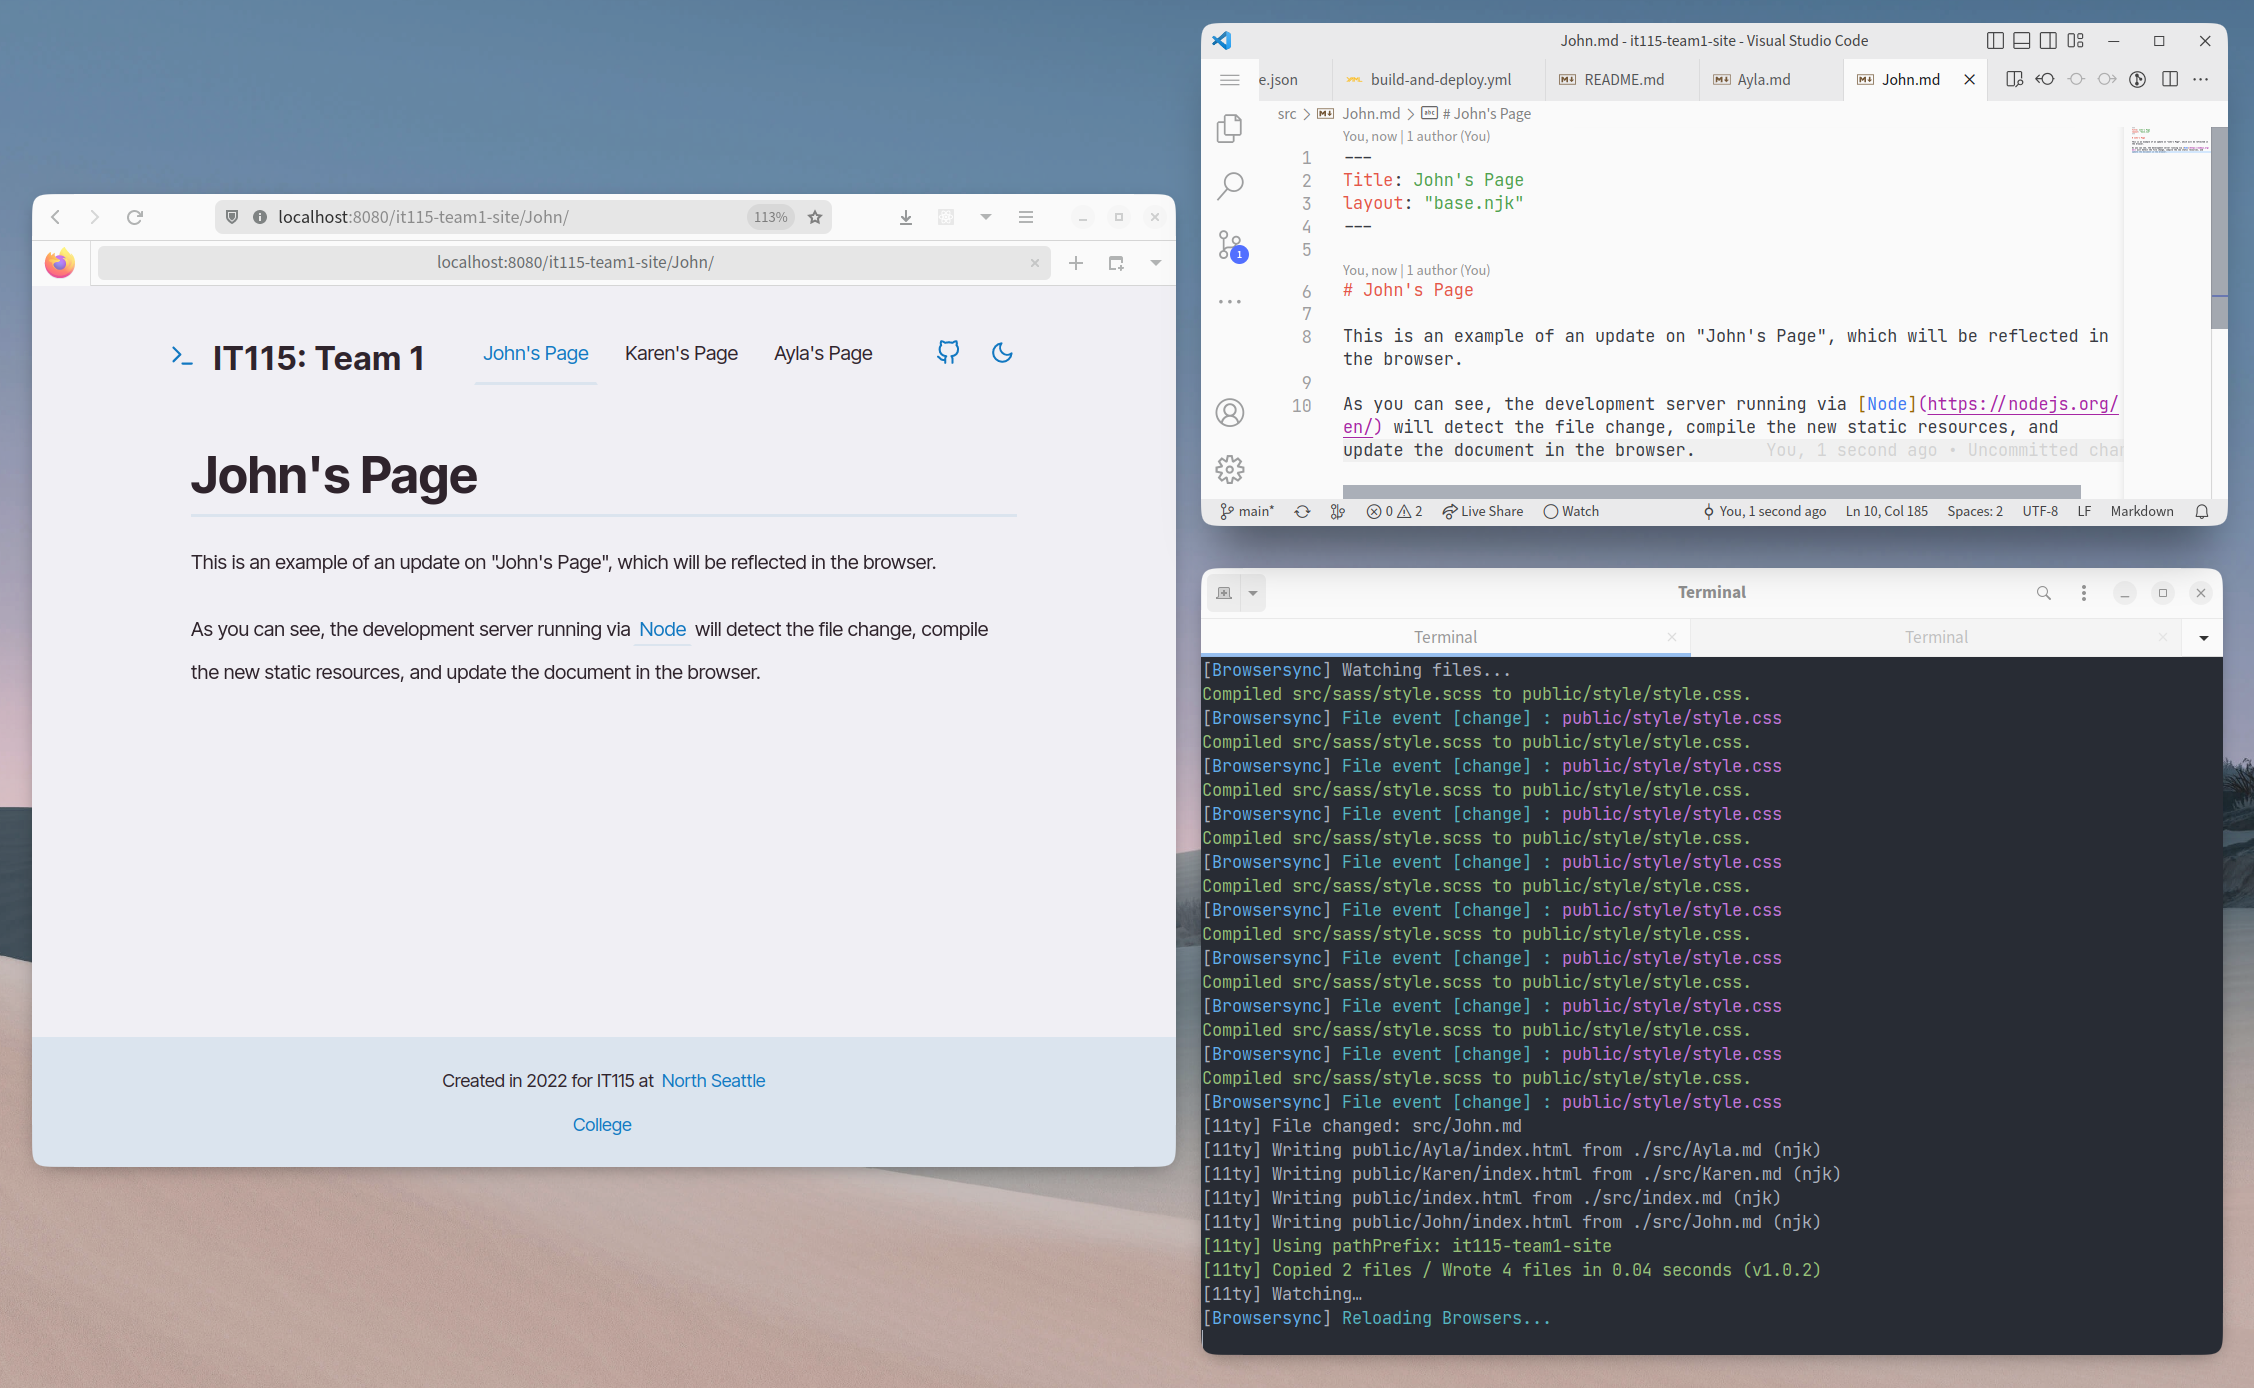 localhost:8080/it115-team1-site/John/
113%
localhost:8080/it115-team1-site/John/
IT115: Team 1
John's Page
Karen's Page
Ayla's Page
John's Page
This is an example of an update on "John's Page", which will be reflected in the browser.
As you can see, the development server running via Node will detect the file change, compile
the new static resources, and update the document in the browser.
Created in 2022 for IT115 at North Seattle
College
John.md - it115-team1-site - Visual Studio Code
e.json
build-and-deploy.yml
README.md
Ayla.md
John.md
src > John.md > # John's Page
You, now | 1 author (You)
1 ---
2 Title: John's Page
3 layout: "base.njk"
4 ---
5
You, now | 1 author (You)
6 # John's Page
7
8 This is an example of an update on "John's Page", which will be reflected in
the browser.
9
10 As you can see, the development server running via [Node](https://nodejs.org/
en/) will detect the file change, compile the new static resources, and
update the document in the browser. You, 1 second ago • Uncommitted chan
1
main* 0 2 Live Share Watch You, 1 second ago Ln 10, Col 185 Spaces: 2 UTF-8 LF Markdown
Terminal
Terminal
Terminal
[Browsersync] Watching files...
Compiled src/sass/style.scss to public/style/style.css.
[Browsersync] File event [change] : public/style/style.css
Compiled src/sass/style.scss to public/style/style.css.
[Browsersync] File event [change] : public/style/style.css
Compiled src/sass/style.scss to public/style/style.css.
[Browsersync] File event [change] : public/style/style.css
Compiled src/sass/style.scss to public/style/style.css.
[Browsersync] File event [change] : public/style/style.css
Compiled src/sass/style.scss to public/style/style.css.
[Browsersync] File event [change] : public/style/style.css
Compiled src/sass/style.scss to public/style/style.css.
[Browsersync] File event [change] : public/style/style.css
Compiled src/sass/style.scss to public/style/style.css.
[Browsersync] File event [change] : public/style/style.css
Compiled src/sass/style.scss to public/style/style.css.
[Browsersync] File event [change] : public/style/style.css
Compiled src/sass/style.scss to public/style/style.css.
[Browsersync] File event [change] : public/style/style.css
[11ty] File changed: src/John.md
[11ty] Writing public/Ayla/index.html from ./src/Ayla.md (njk)
[11ty] Writing public/Karen/index.html from ./src/Karen.md (njk)
[11ty] Writing public/index.html from ./src/index.md (njk)
[11ty] Writing public/John/index.html from ./src/John.md (njk)
[11ty] Using pathPrefix: it115-team1-site
[11ty] Copied 2 files / Wrote 4 files in 0.04 seconds (v1.0.2)
[11ty] Watching…
[Browsersync] Reloading Browsers...